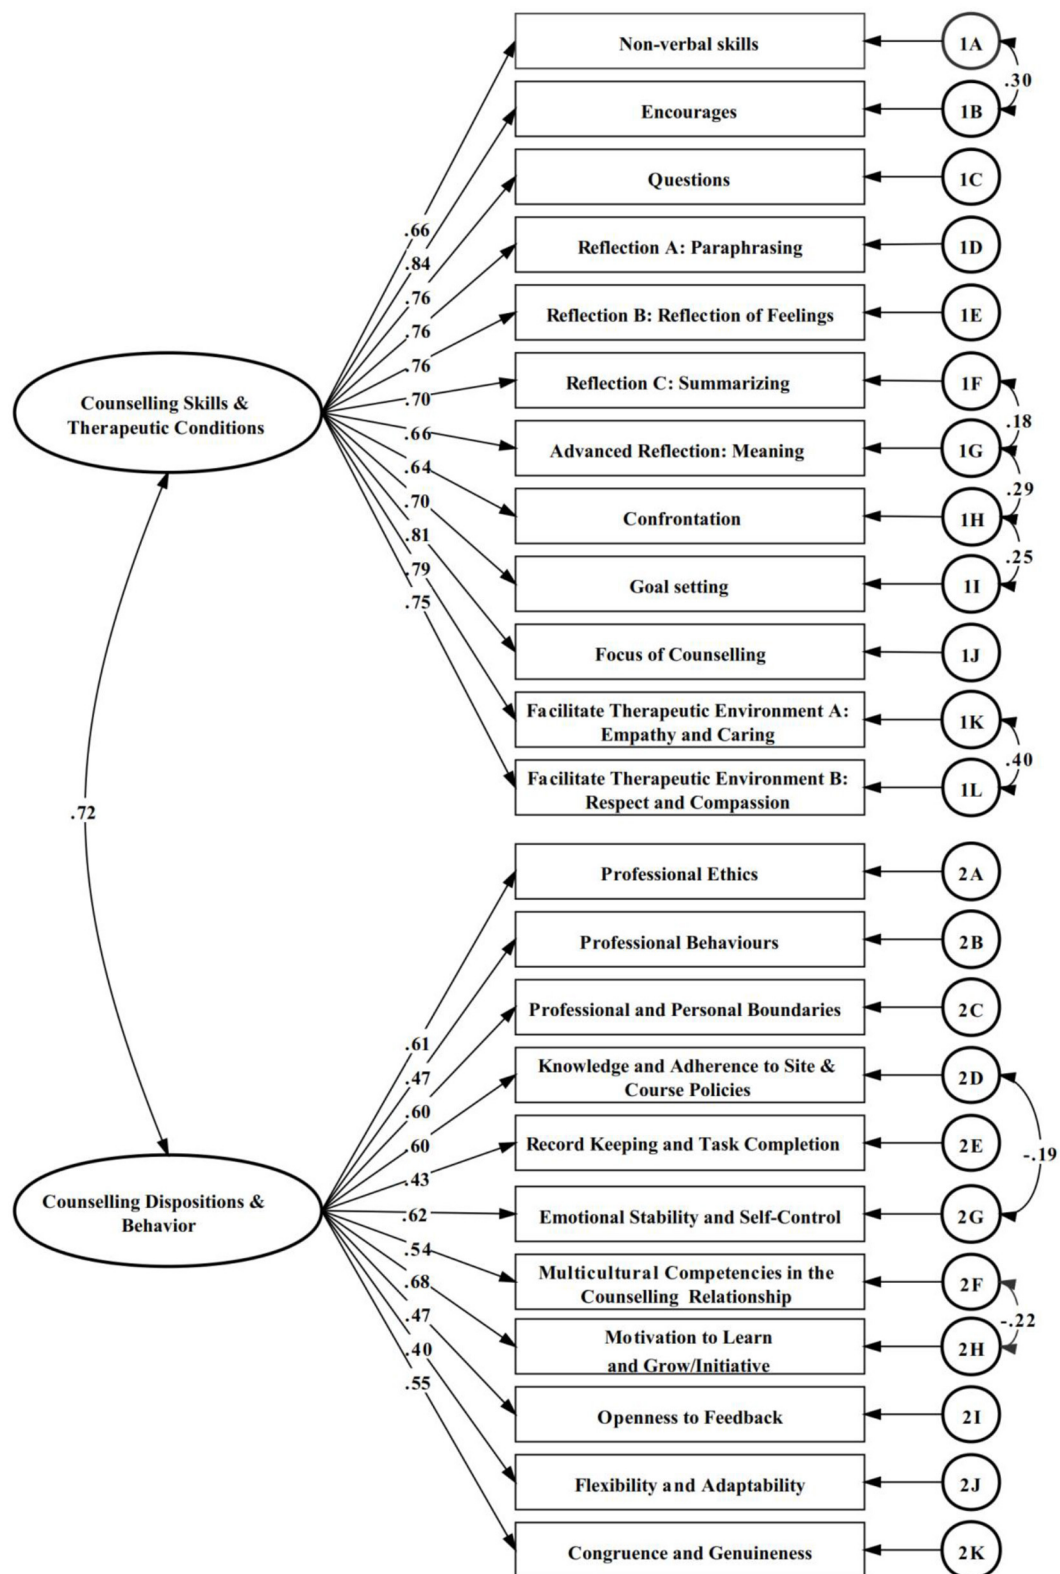 Non-verbal skills
1A
.30
Encourages
1B
Questions
1C
.66
Reflection A: Paraphrasing
1D
.84
.76
Reflection B: Reflection of Feelings
1E
.76
.76
Reflection C: Summarizing
1F
.70
Counselling Skills &
Therapeutic Conditions
.18
.66
Advanced Reflection: Meaning
1G
.64
.29
.70
Confrontation
1H
.81
.25
.79
Goal setting
1I
.75
Focus of Counselling
1J
Facilitate Therapeutic Environment A:
Empathy and Caring
1K
.40
Facilitate Therapeutic Environment B:
Respect and Compassion
1L
.72
Professional Ethics
2A
Professional Behaviours
2B
Professional and Personal Boundaries
2C
.61
Knowledge and Adherence to Site &
Course Policies
2D
.47
.60
Record Keeping and Task Completion
2E
.60
-.19
.43
Counselling Dispositions &
Behavior
.62
Emotional Stability and Self-Control
2G
.54
Multicultural Competencies in the
Counselling Relationship
2F
.68
-.22
.47
Motivation to Learn
and Grow/Initiative
2H
.40
.55
Openness to Feedback
2I
Flexibility and Adaptability
2J
Congruence and Genuineness
2K